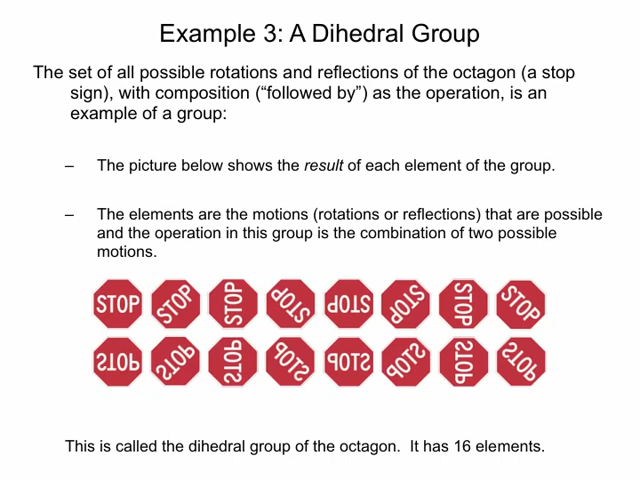 Example 3: A Dihedral Group
The set of all possible rotations and reflections of the octagon (a stop
sign), with composition (“followed by”) as the operation, is an
example of a group:
– The picture below shows the result of each element of the group.
– The elements are the motions (rotations or reflections) that are possible
and the operation in this group is the combination of two possible
motions.
STOP STOP STOP STOP STOP STOP STOP STOP
STOP STOP STOP STOP STOP STOP STOP STOP
This is called the dihedral group of the octagon.  It has 16 elements.